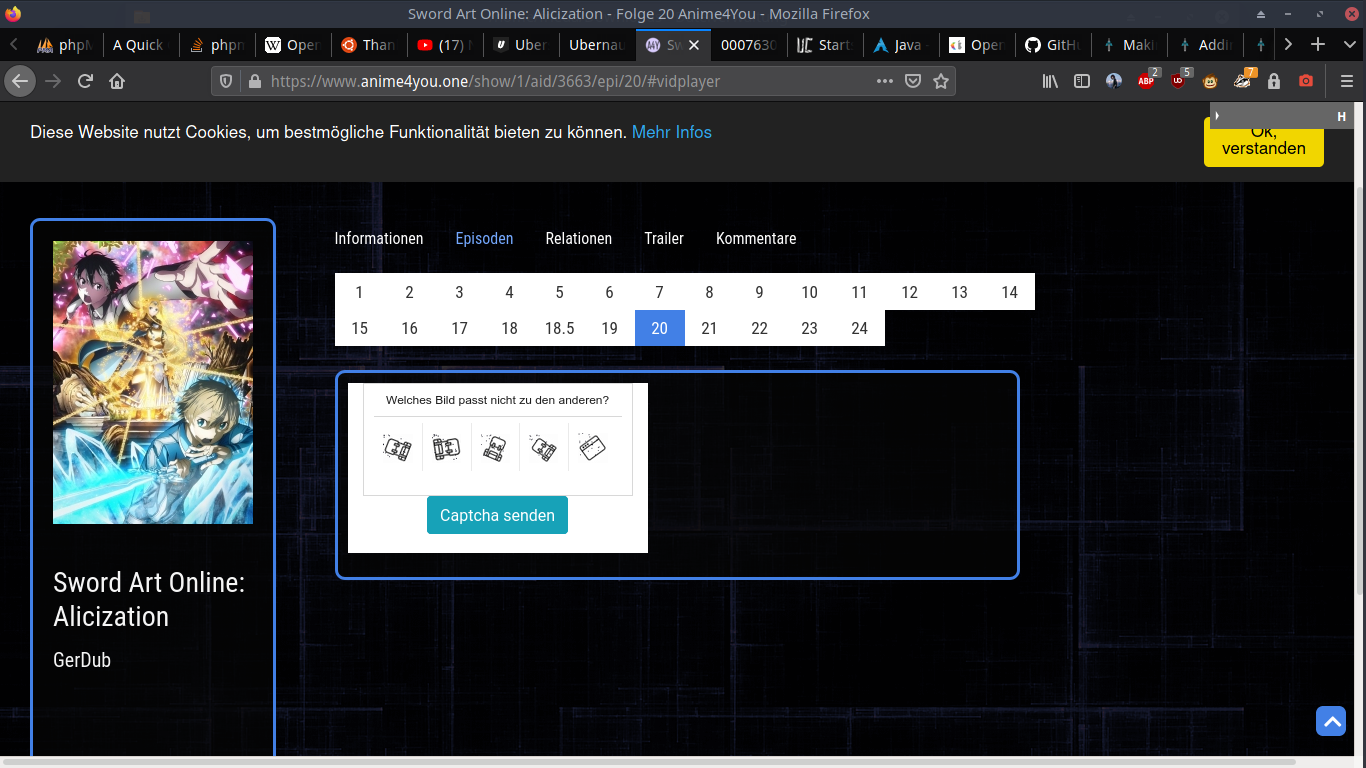 Sword Art Online: Alicization - Folge 20 Anime4You - Mozilla Firefox
phpM
A Quick
phpm
Oper
Than
(17)
Uber
Ubernau
Sw
0007630
Start
Java
Open
GitHu
Maki
Addin
https://www.anime4you.one/show/1/aid/3663/epi/20/#vidplayer
ABP
2
5
7
Diese Website nutzt Cookies, um bestmögliche Funktionalität bieten zu können. Mehr Infos
H
Ok,
verstanden
Informationen Episoden Relationen Trailer Kommentare
1 2 3 4 5 6 7 8 9 10 11 12 13 14
15 16 17 18 18.5 19 20 21 22 23 24
Welches Bild passt nicht zu den anderen?
Captcha senden
Sword Art Online:
Alicization
GerDub